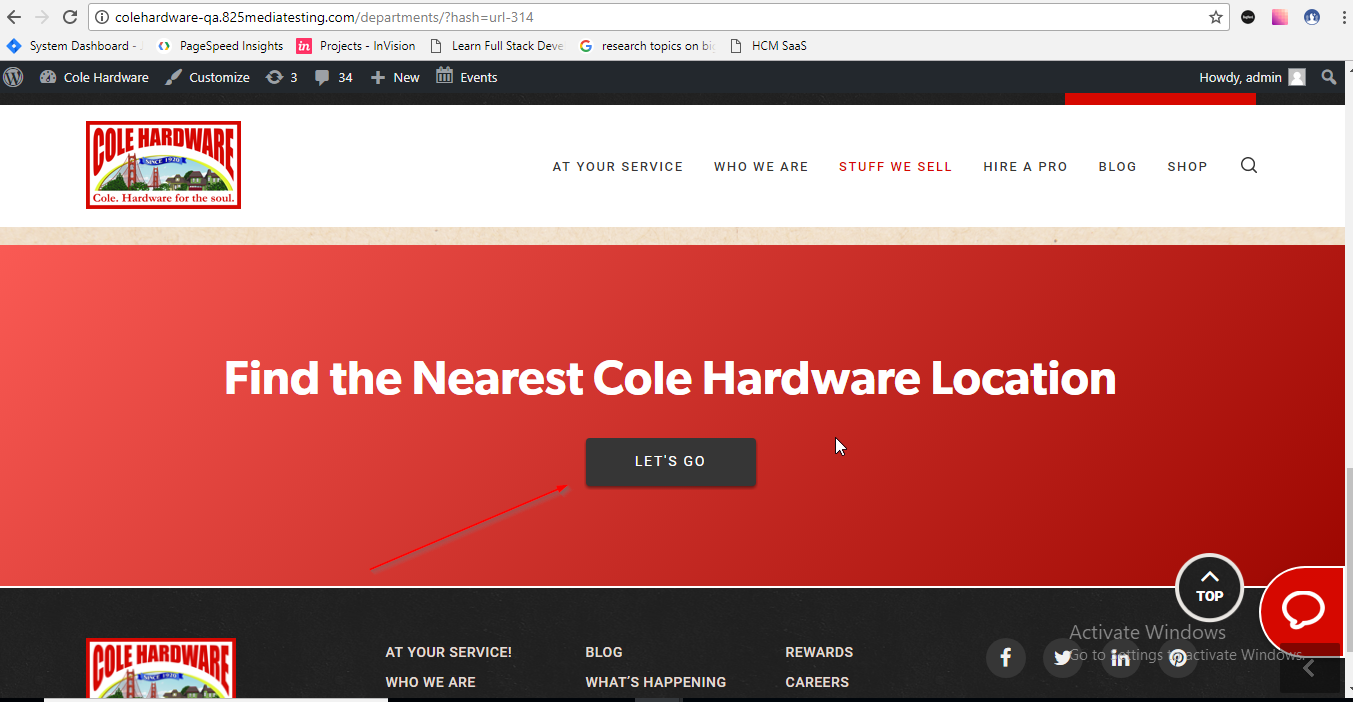 colehardware-qa.825mediatesting.com/departments/?hash=url-314
System Dashboard - J PageSpeed Insights in Projects - InVision Learn Full Stack Deve research topics on big HCM SaaS
Cole Hardware Customize 3 34 New Events Howdy, admin
COLE HARDWARE
SINCE 1920
Cole. Hardware for the soul.
AT YOUR SERVICE WHO WE ARE STUFF WE SELL HIRE A PRO BLOG SHOP
Find the Nearest Cole Hardware Location
LET'S GO
TOP
Activate Windows
Go to Settings to activate Windows.
COLE HARDWARE
SINCE 1920
AT YOUR SERVICE! BLOG REWARDS
WHO WE ARE WHAT'S HAPPENING CAREERS